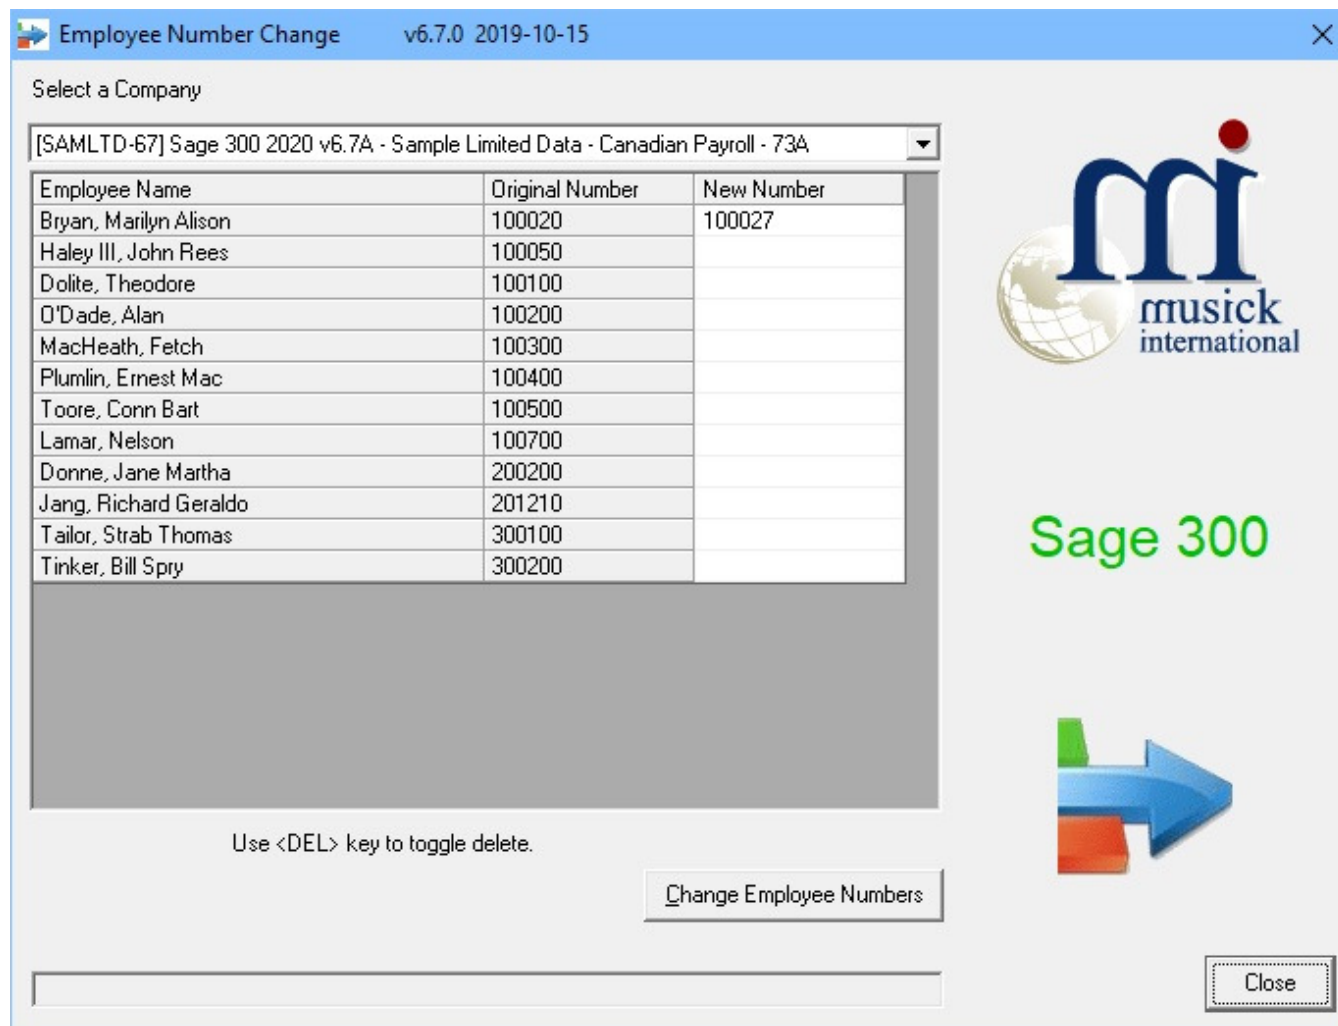 Employee Number Change v6.7.0 2019-10-15
Select a Company
[SAMLTD-67] Sage 300 2020 v6.7A - Sample Limited Data - Canadian Payroll - 73A
Employee Name Original Number New Number
Bryan, Marilyn Alison 100020 100027
Haley III, John Rees 100050
Dolite, Theodore 100100
O'Dade, Alan 100200
MacHeath, Fetch 100300
Plumlin, Ernest Mac 100400
Toore, Conn Bart 100500
Lamar, Nelson 100700
Donne, Jane Martha 200200
Jang, Richard Geraldo 201210
Tailor, Strab Thomas 300100
Tinker, Bill Spry 300200
mi
musick
international
Sage 300
Use <DEL> key to toggle delete.
Change Employee Numbers
Close